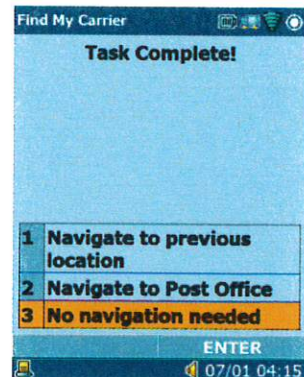 Find My Carrier
Task Complete!
1 Navigate to previous
location
2 Navigate to Post Office
3 No navigation needed
ENTER
07/01 04:15